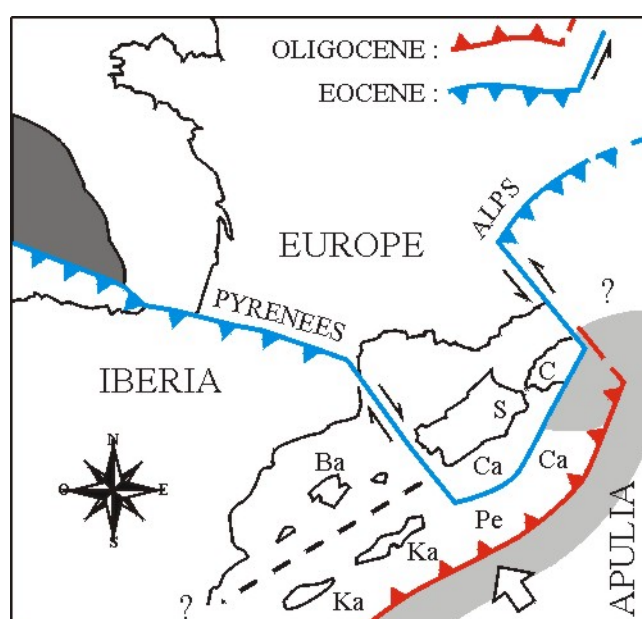 OLIGOCENE :
EOCENE :
ALPS
EUROPE
?
PYRENEES
IBERIA
C
S
N
O E
S
Ba
Ca
Ca
Pe
Ka
?
Ka
APULIA